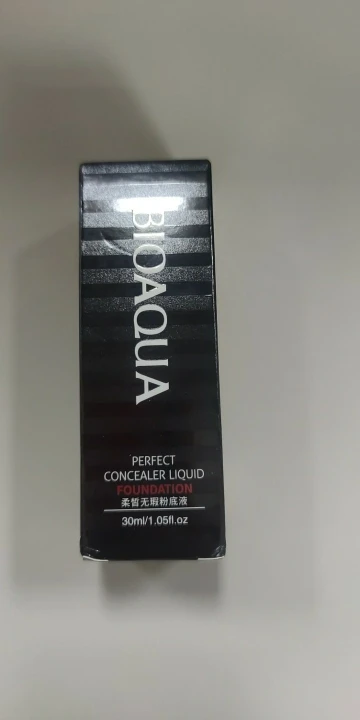 BIOAQUA
PERFECT
CONCEALER LIQUID
FOUNDATION
柔皙无瑕粉底液
30ml/1.05fl.oz